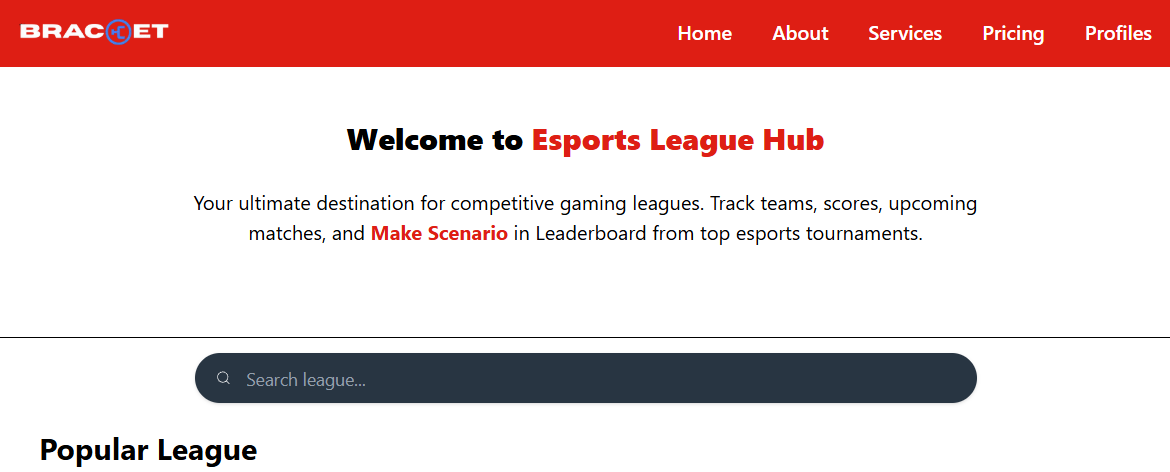 BRACCET
Home About Services Pricing Profiles
Welcome to Esports League Hub
Your ultimate destination for competitive gaming leagues. Track teams, scores, upcoming
matches, and Make Scenario in Leaderboard from top esports tournaments.
Search league...
Popular League